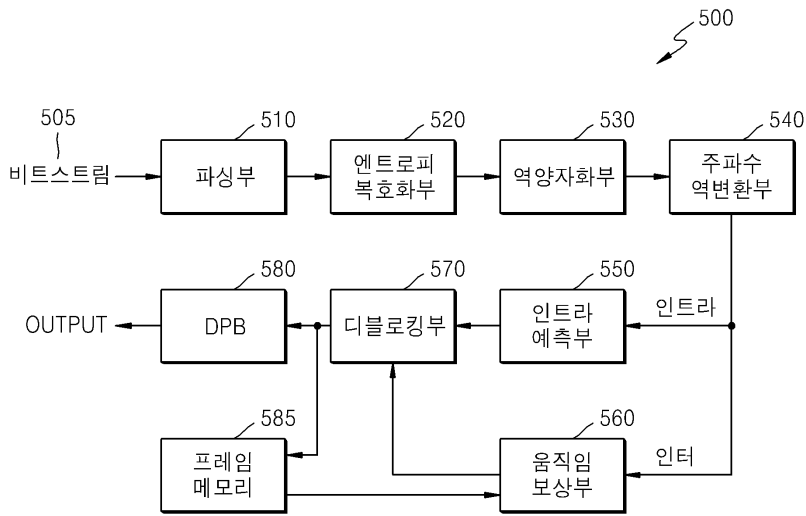 500
505
비트스트림
510
파싱부
520
엔트로피
복호화부
530
역양자화부
540
주파수
역변환부
OUTPUT
580
DPB
570
디블로킹부
550
인트라
예측부
인트라
585
프레임
메모리
560
움직임
보상부
인터